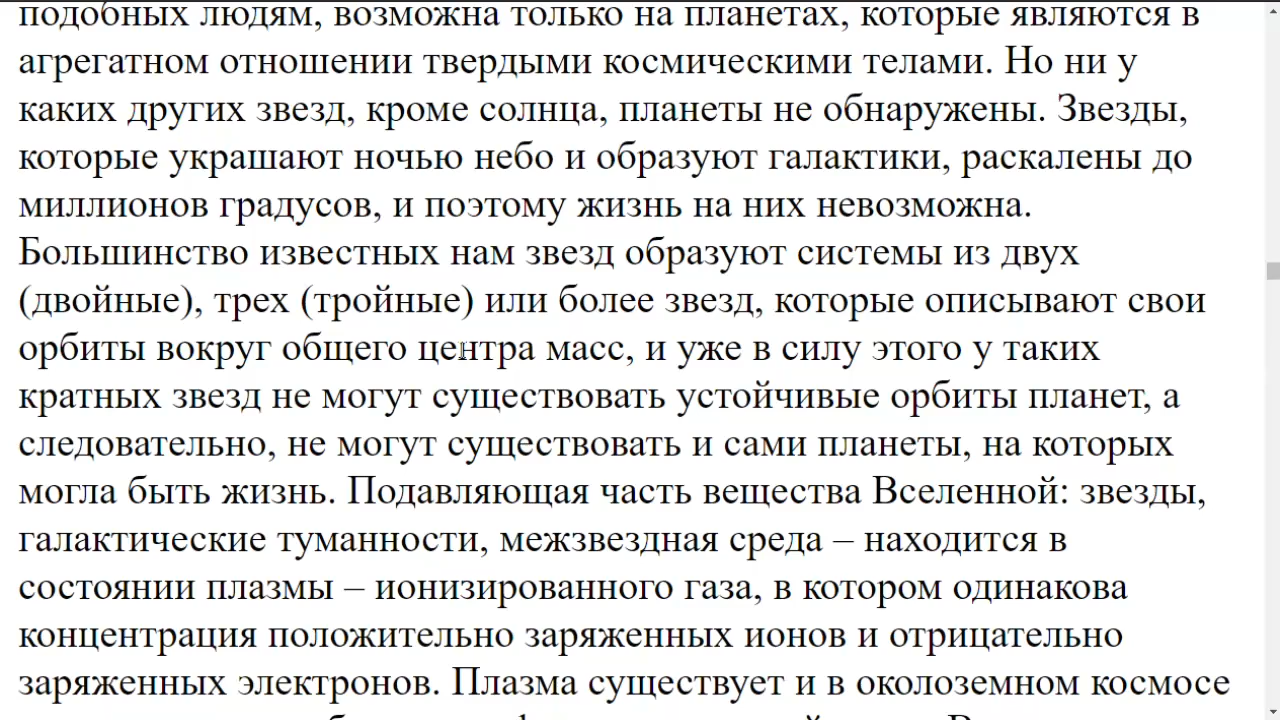 подобных людям, возможна только на планетах, которые являются в
агрегатном отношении твердыми космическими телами. Но ни у
каких других звезд, кроме солнца, планеты не обнаружены. Звезды,
которые украшают ночью небо и образуют галактики, раскалены до
миллионов градусов, и поэтому жизнь на них невозможна.
Большинство известных нам звезд образуют системы из двух
(двойные), трех (тройные) или более звезд, которые описывают свои
орбиты вокруг общего центра масс, и уже в силу этого у таких
кратных звезд не могут существовать устойчивые орбиты планет, а
следовательно, не могут существовать и сами планеты, на которых
могла быть жизнь. Подавляющая часть вещества Вселенной: звезды,
галактические туманности, межзвездная среда – находится в
состоянии плазмы – ионизированного газа, в котором одинакова
концентрация положительно заряженных ионов и отрицательно
заряженных электронов. Плазма существует и в околоземном космосе